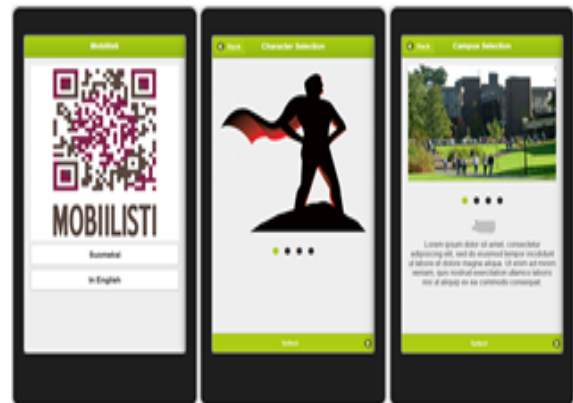 Mobiilisti
MOBIILISTI
Suomeksi
In English
Back
Character Selection
Select
Back
Campus Selection
Lorem ipsum dolor sit amet, consectetur
adipiscing elit, sed do eiusmod tempor incididunt
ut labore et dolore magna aliqua. Ut enim ad minim
veniam, quis nostrud exercitation ullamco laboris
nisi ut aliquip ex ea commodo consequat.
Select